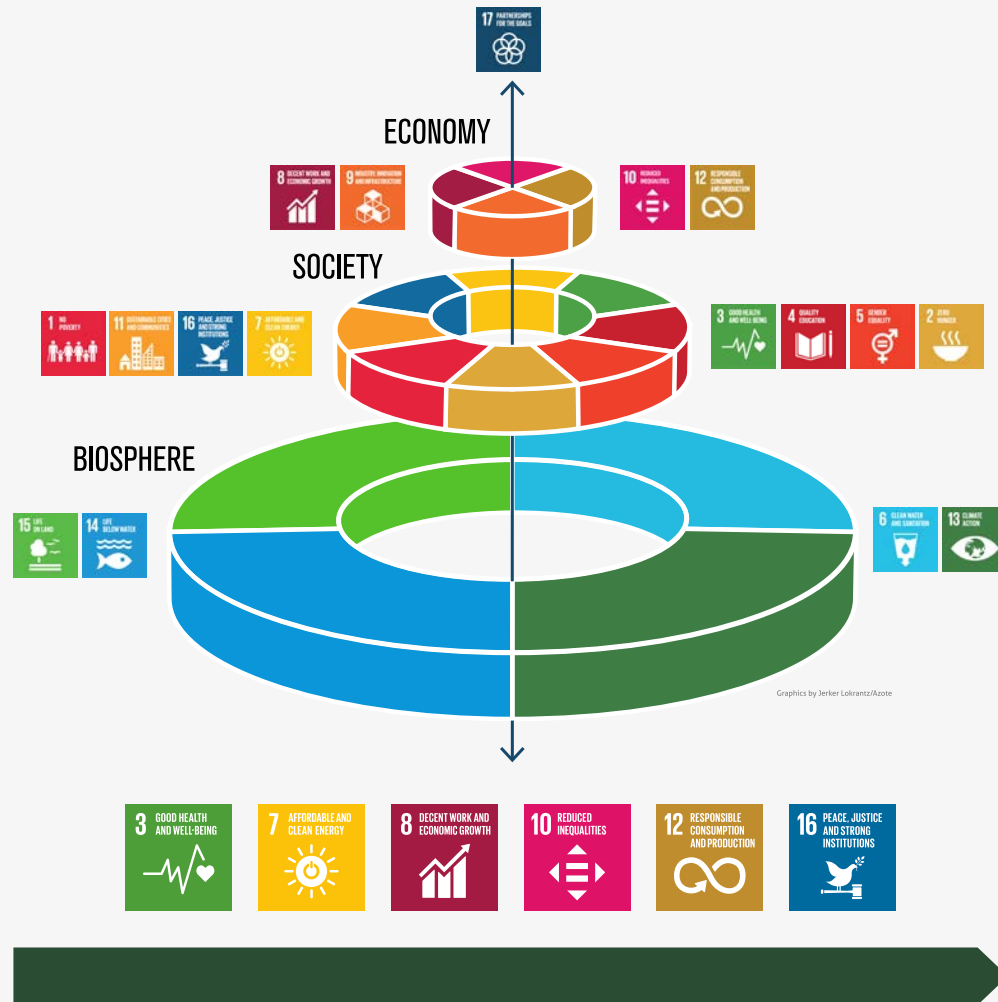 17 PARTNERSHIPS
FOR THE GOALS
ECONOMY
8 DECENT WORK AND
ECONOMIC GROWTH
9 INDUSTRY, INNOVATION
AND INFRASTRUCTURE
10 REDUCED
INEQUALITIES
12 RESPONSIBLE
CONSUMPTION
AND PRODUCTION
SOCIETY
1 NO
POVERTY
11 SUSTAINABLE CITIES
AND COMMUNITIES
16 PEACE, JUSTICE
AND STRONG
INSTITUTIONS
7 AFFORDABLE AND
CLEAN ENERGY
3 GOOD HEALTH
AND WELL-BEING
4 QUALITY
EDUCATION
5 GENDER
EQUALITY
2 ZERO
HUNGER
BIOSPHERE
15 LIFE
ON LAND
14 LIFE
BELOW WATER
6 CLEAN WATER
AND SANITATION
13 CLIMATE
ACTION
Graphics by Jerker Lokrantz/Azote
3 GOOD HEALTH
AND WELL-BEING
7 AFFORDABLE AND
CLEAN ENERGY
8 DECENT WORK AND
ECONOMIC GROWTH
10 REDUCED
INEQUALITIES
12 RESPONSIBLE
CONSUMPTION
AND PRODUCTION
16 PEACE, JUSTICE
AND STRONG
INSTITUTIONS